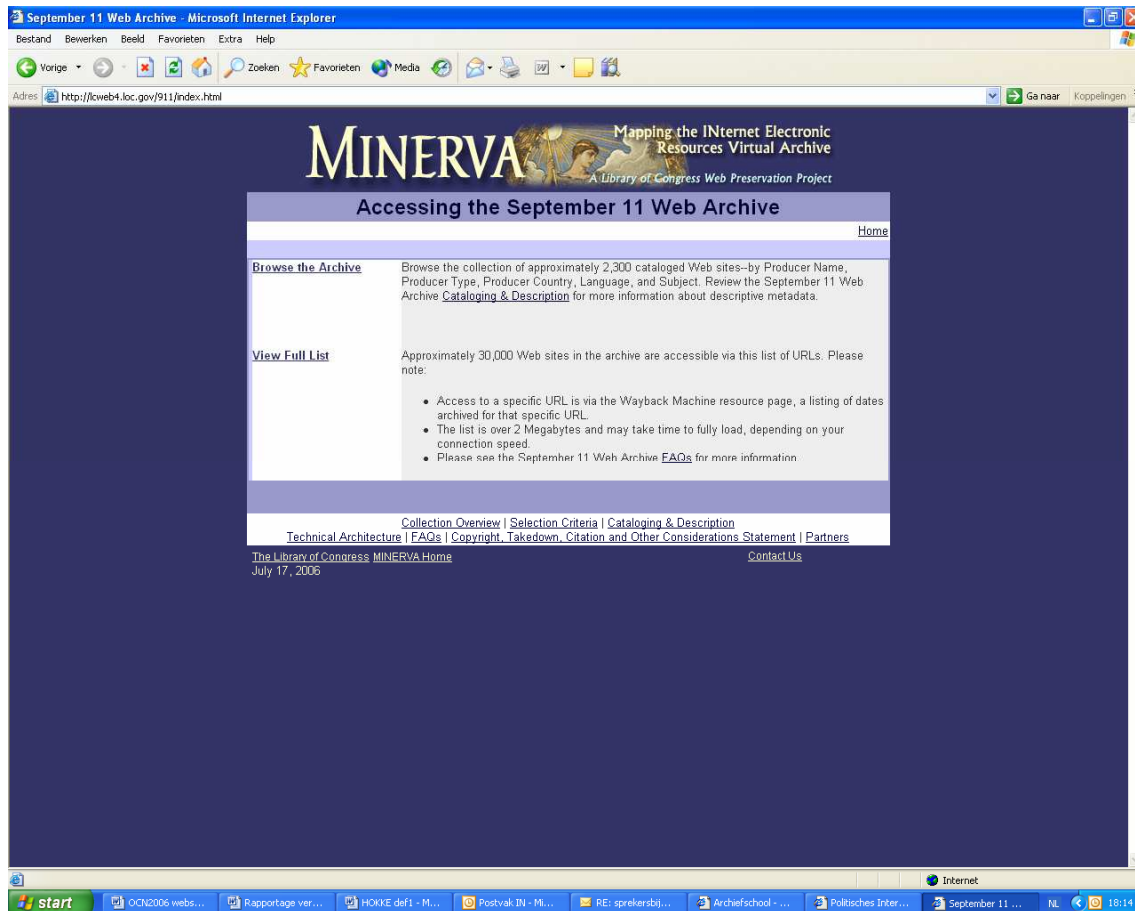 September 11 Web Archive - Microsoft Internet Explorer
Bestand Bewerken Beeld Favorieten Extra Help
Vorige Zoeken Favorieten Media
Adres http://lcweb4.loc.gov/911/index.html Ga naar Koppelingen
MINERVA
Mapping the INternet Electronic
Resources Virtual Archive
A Library of Congress Web Preservation Project
Accessing the September 11 Web Archive
Home
Browse the Archive
Browse the collection of approximately 2,300 cataloged Web sites--by Producer Name,
Producer Type, Producer Country, Language, and Subject. Review the September 11 Web
Archive Cataloging & Description for more information about descriptive metadata.
View Full List
Approximately 30,000 Web sites in the archive are accessible via this list of URLs. Please
note:
• Access to a specific URL is via the Wayback Machine resource page, a listing of dates
archived for that specific URL.
• The list is over 2 Megabytes and may take time to fully load, depending on your
connection speed.
• Please see the September 11 Web Archive FAQs for more information.
Collection Overview | Selection Criteria | Cataloging & Description
Technical Architecture | FAQs | Copyright, Takedown, Citation and Other Considerations Statement | Partners
The Library of Congress MINERVA Home Contact Us
July 17, 2006
Internet
start OCN2006 webs... Rapportage ver... HOKKE def1 - M... Postvak IN - Mi... RE: sprekersbij... Archiefschool - ... Politisches Inter... September 11 ... NL 18:14